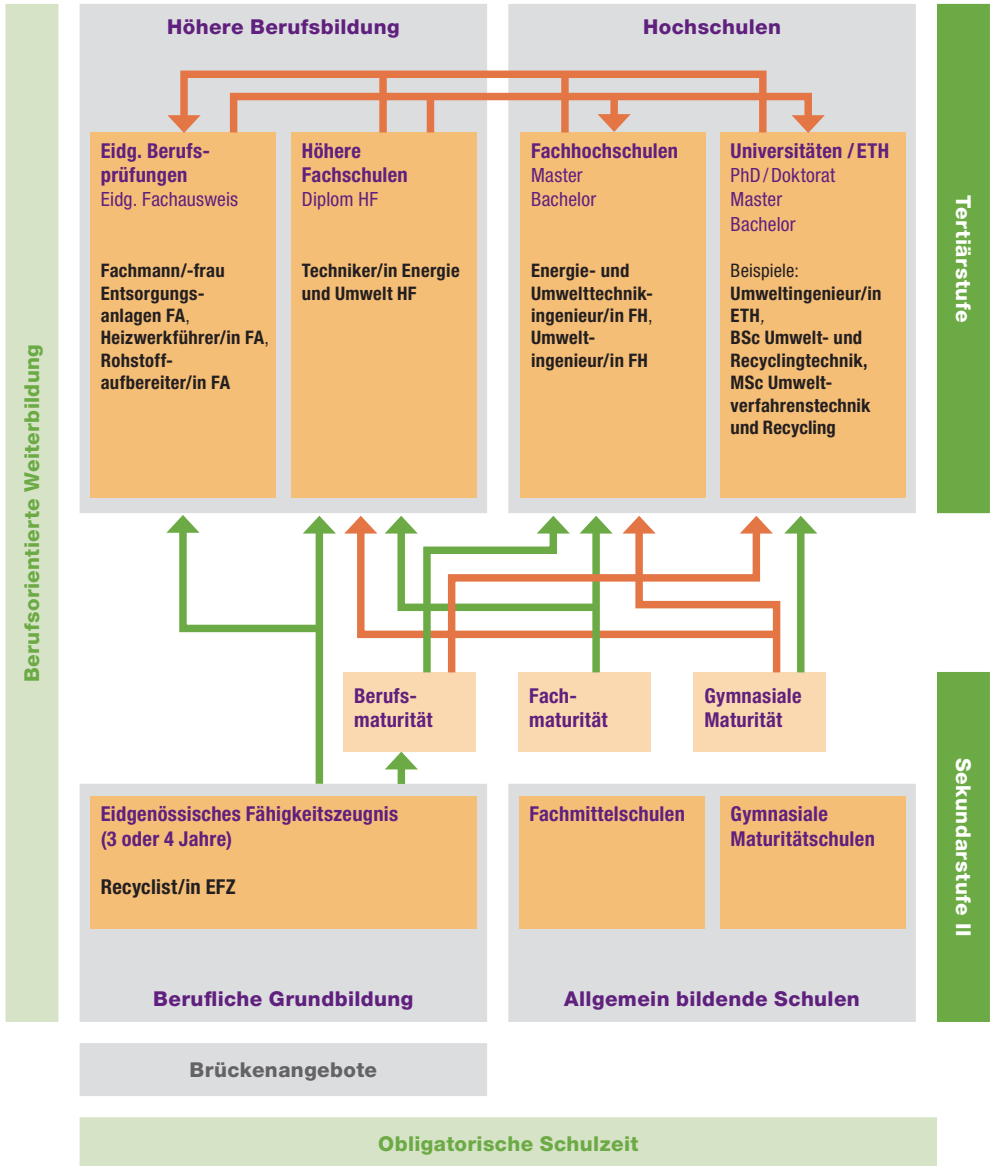 Höhere Berufsbildung
Hochschulen
Eidg. Berufs-
prüfungen
Eidg. Fachausweis
Fachmann/-frau
Entsorgungs-
anlagen FA,
Heizwerkführer/in FA,
Rohstoff-
aufbereiter/in FA
Höhere
Fachschulen
Diplom HF
Techniker/in Energie
und Umwelt HF
Fachhochschulen
Master
Bachelor
Energie- und
Umwelttechnik-
ingenieur/in FH,
Umwelt-
ingenieur/in FH
Universitäten / ETH
PhD / Doktorat
Master
Bachelor
Beispiele:
Umweltingenieur/in
ETH,
BSc Umwelt- und
Recyclingtechnik,
MSc Umwelt-
verfahrenstechnik
und Recycling
Tertiärstufe
Berufsorientierte Weiterbildung
Berufs-
maturität
Fach-
maturität
Gymnasiale
Maturität
Eidgenössisches Fähigkeitszeugnis
(3 oder 4 Jahre)
Recyclist/in EFZ
Fachmittelschulen
Gymnasiale
Maturitätschulen
Sekundarstufe II
Berufliche Grundbildung
Allgemein bildende Schulen
Brückenangebote
Obligatorische Schulzeit